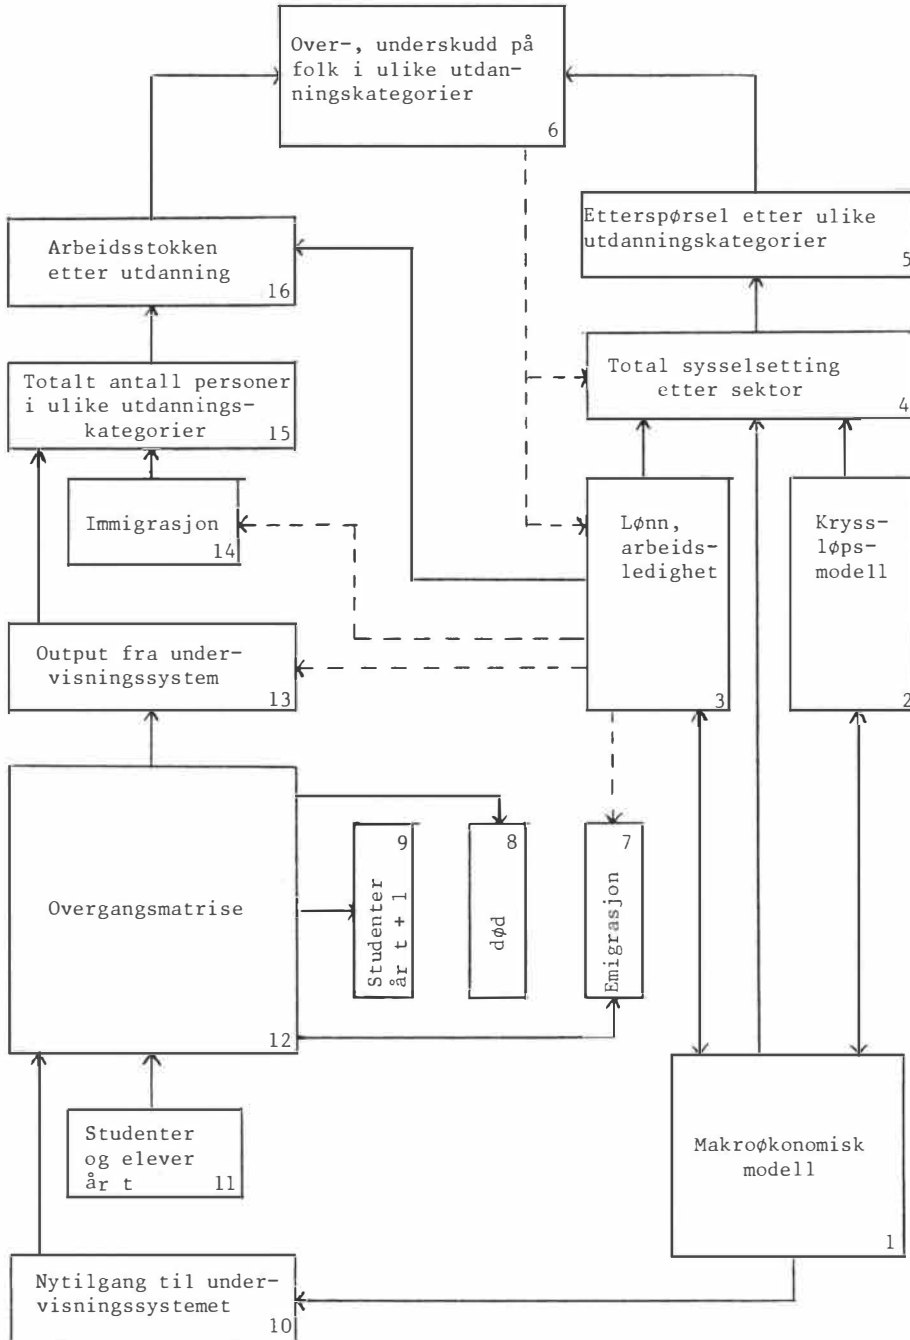 Over-, underskudd på
folk i ulike utdan-
ningskategorier
6
Etterspørsel etter ulike
utdanningskategorier
5
Arbeidsstokken
etter utdanning
16
Total sysselsetting
etter sektor
4
Totalt antall personer
i ulike utdannings-
kategorier
15
Immigrasjon
14
Lønn,
arbeids-
ledighet
3
Kryss-
løps-
modell
2
Output fra under-
visningssystem
13
Overgangsmatrise
12
9
Studenter
år t + 1
8
død
7
Emigrasjon
Studenter
og elever
år t
11
Makroøkonomisk
modell
1
Nytilgang til under-
visningssystemet
10